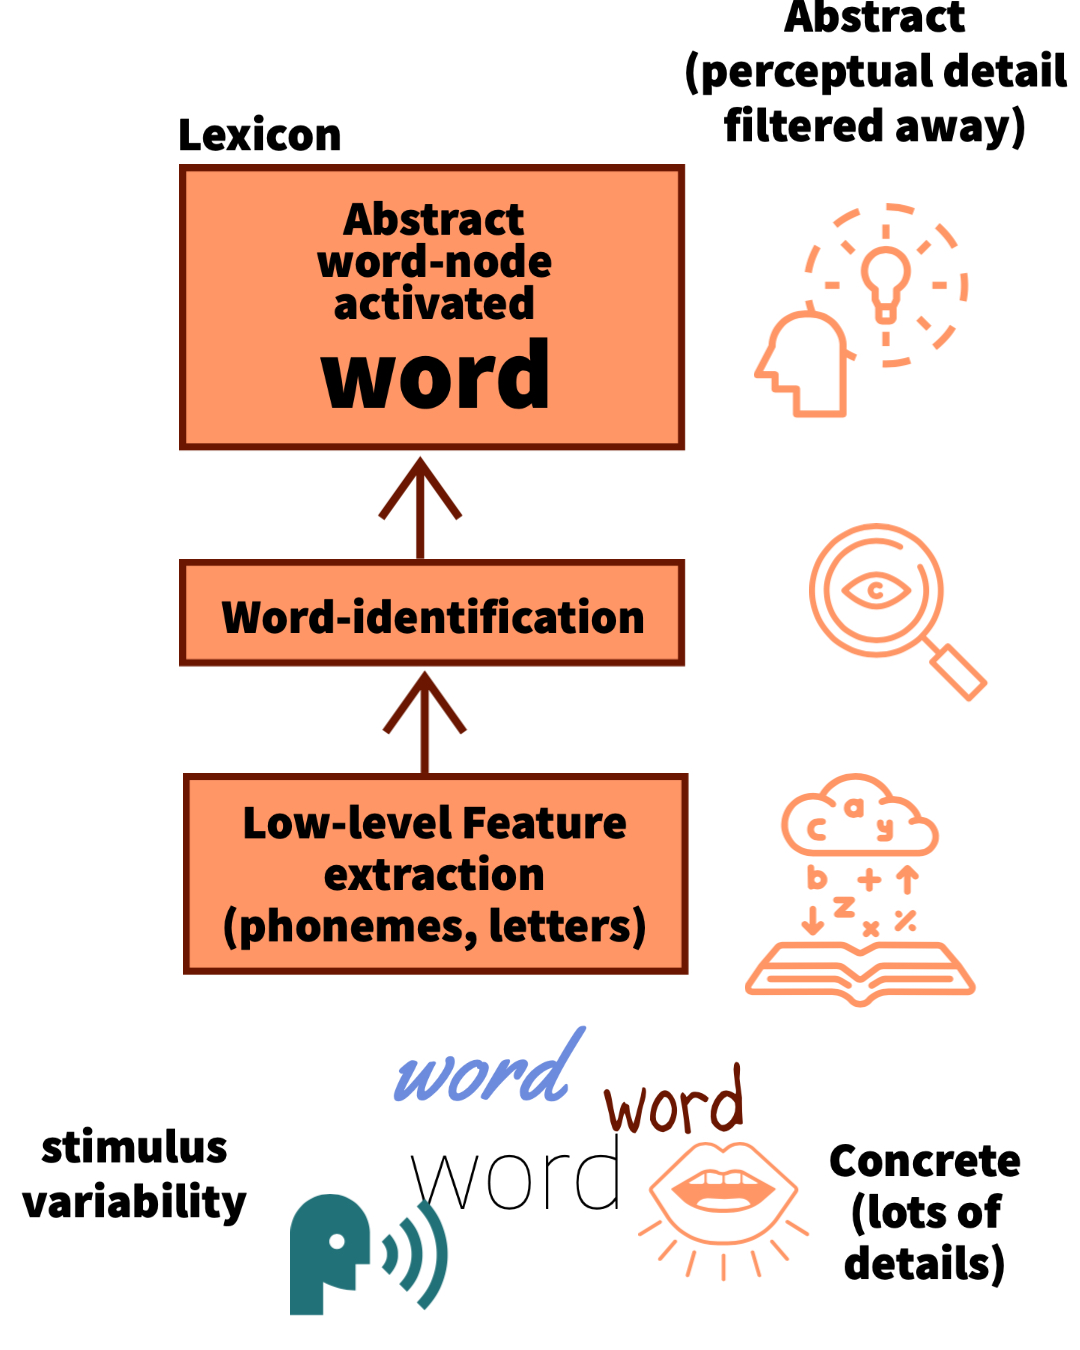 Abstract
(perceptual detail
filtered away)
Lexicon
Abstract
word-node
activated
word
c
Word-identification
c a y
b +
z x %
Low-level Feature
extraction
(phonemes, letters)
word
word
word
stimulus
variability
Concrete
(lots of
details)